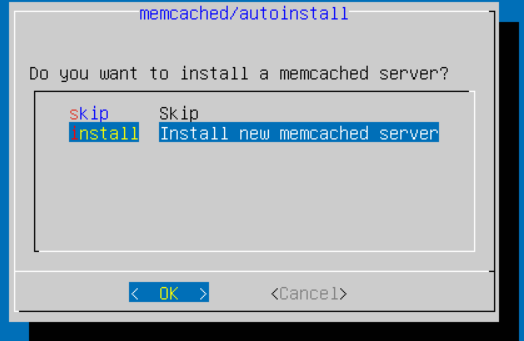 memcached/autoinstall
Do you want to install a memcached server?
skip Skip
install Install new memcached server
< OK > <Cancel>